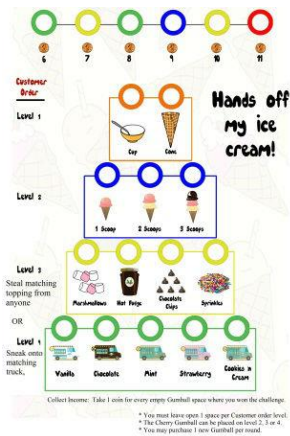 6 7 8 9 10 11
Customer
Order
Hands off
my ice
cream!
Level 1
Cup Cone
Level 2
1 Scoop 2 Scoops 3 Scoops
Level 3
Steal matching
topping from
anyone
Marshmallows Hot Fudge Chocolate
Chips Sprinkles
OR
Level 4
Sneak onto
matching
truck,
Vanilla Chocolate Mint Strawberry Cookies n
Cream
Collect Income: Take 1 coin for every empty Gumball space where you won the challenge.
* You must leave open 1 space per Customer order level.
* The Cherry Gumball can be placed on level 2, 3 or 4.
* You may purchase 1 new Gumball per round.